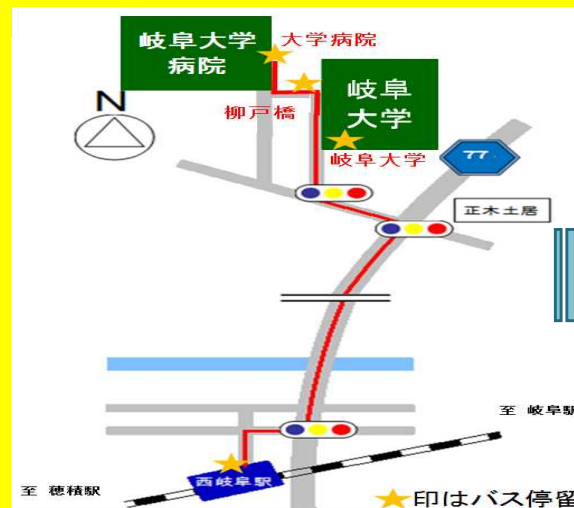 岐阜大学
病院
大学病院
N
岐阜
大学
柳戸橋
岐阜大学
77
正木土居
至 岐阜駅
西岐阜駅
至 穂積駅
★印はバス停留